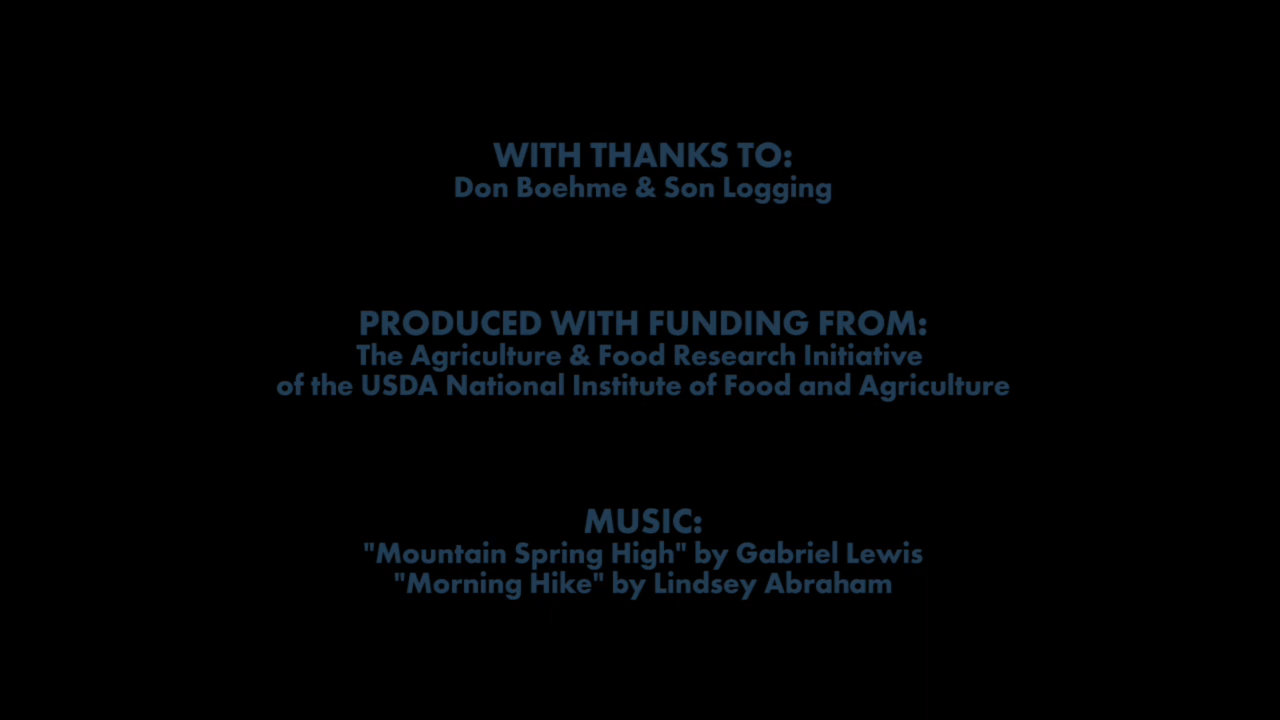 WITH THANKS TO:
Don Boehme & Son Logging
PRODUCED WITH FUNDING FROM:
The Agriculture & Food Research Initiative
of the USDA National Institute of Food and Agriculture
MUSIC:
"Mountain Spring High" by Gabriel Lewis
"Morning Hike" by Lindsey Abraham